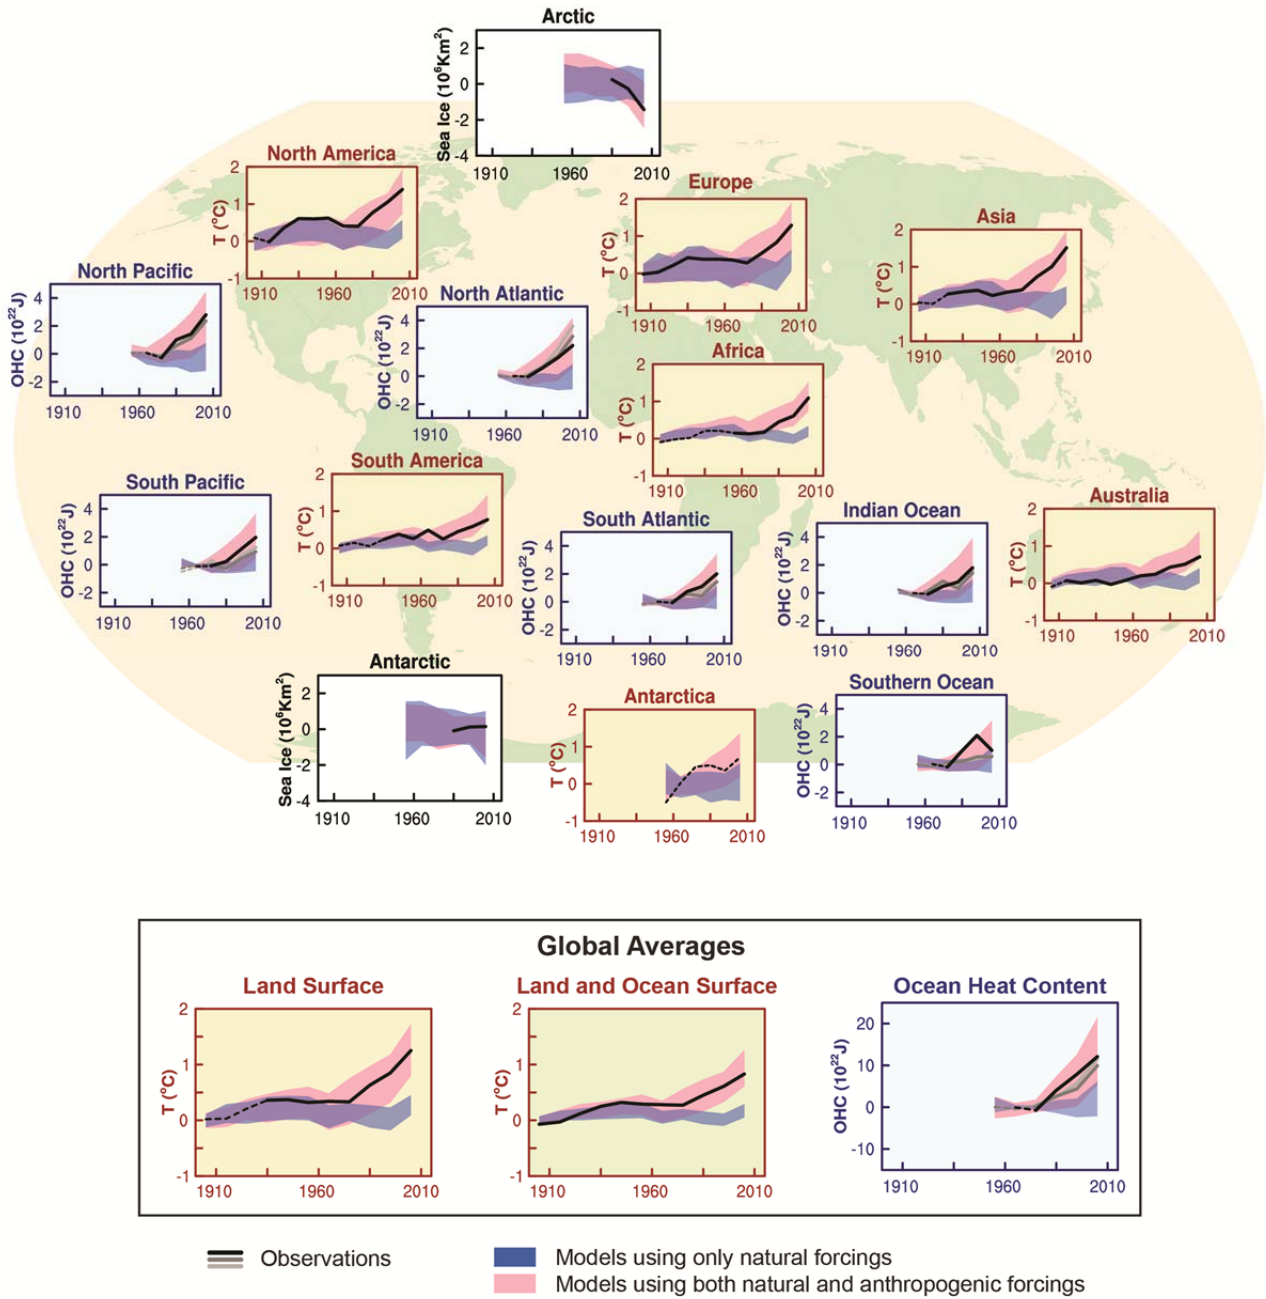 Arctic
Sea Ice (10⁶Km²)
2
0
-2
-4
1910 1960 2010
North America
T (°C)
2
1
0
-1
1910 1960 2010
Europe
T (°C)
2
1
0
-1
1910 1960 2010
Asia
T (°C)
2
1
0
-1
1910 1960 2010
North Pacific
OHC (10²²J)
4
2
0
-2
1910 1960 2010
North Atlantic
OHC (10²²J)
4
2
0
-2
1910 1960 2010
Africa
T (°C)
2
1
0
-1
1910 1960 2010
South Pacific
OHC (10²²J)
4
2
0
-2
1910 1960 2010
South America
T (°C)
2
1
0
-1
1910 1960 2010
South Atlantic
OHC (10²²J)
4
2
0
-2
1910 1960 2010
Indian Ocean
OHC (10²²J)
4
2
0
-2
1910 1960 2010
Australia
T (°C)
2
1
0
-1
1910 1960 2010
Antarctic
Sea Ice (10⁶Km²)
2
0
-2
-4
1910 1960 2010
Antarctica
T (°C)
2
1
0
-1
1910 1960 2010
Southern Ocean
OHC (10²²J)
4
2
0
-2
1910 1960 2010
Global Averages
Land Surface
T (°C)
2
1
0
-1
1910 1960 2010
Land and Ocean Surface
T (°C)
2
1
0
-1
1910 1960 2010
Ocean Heat Content
OHC (10²²J)
20
10
0
-10
1910 1960 2010
Observations
Models using only natural forcings
Models using both natural and anthropogenic forcings